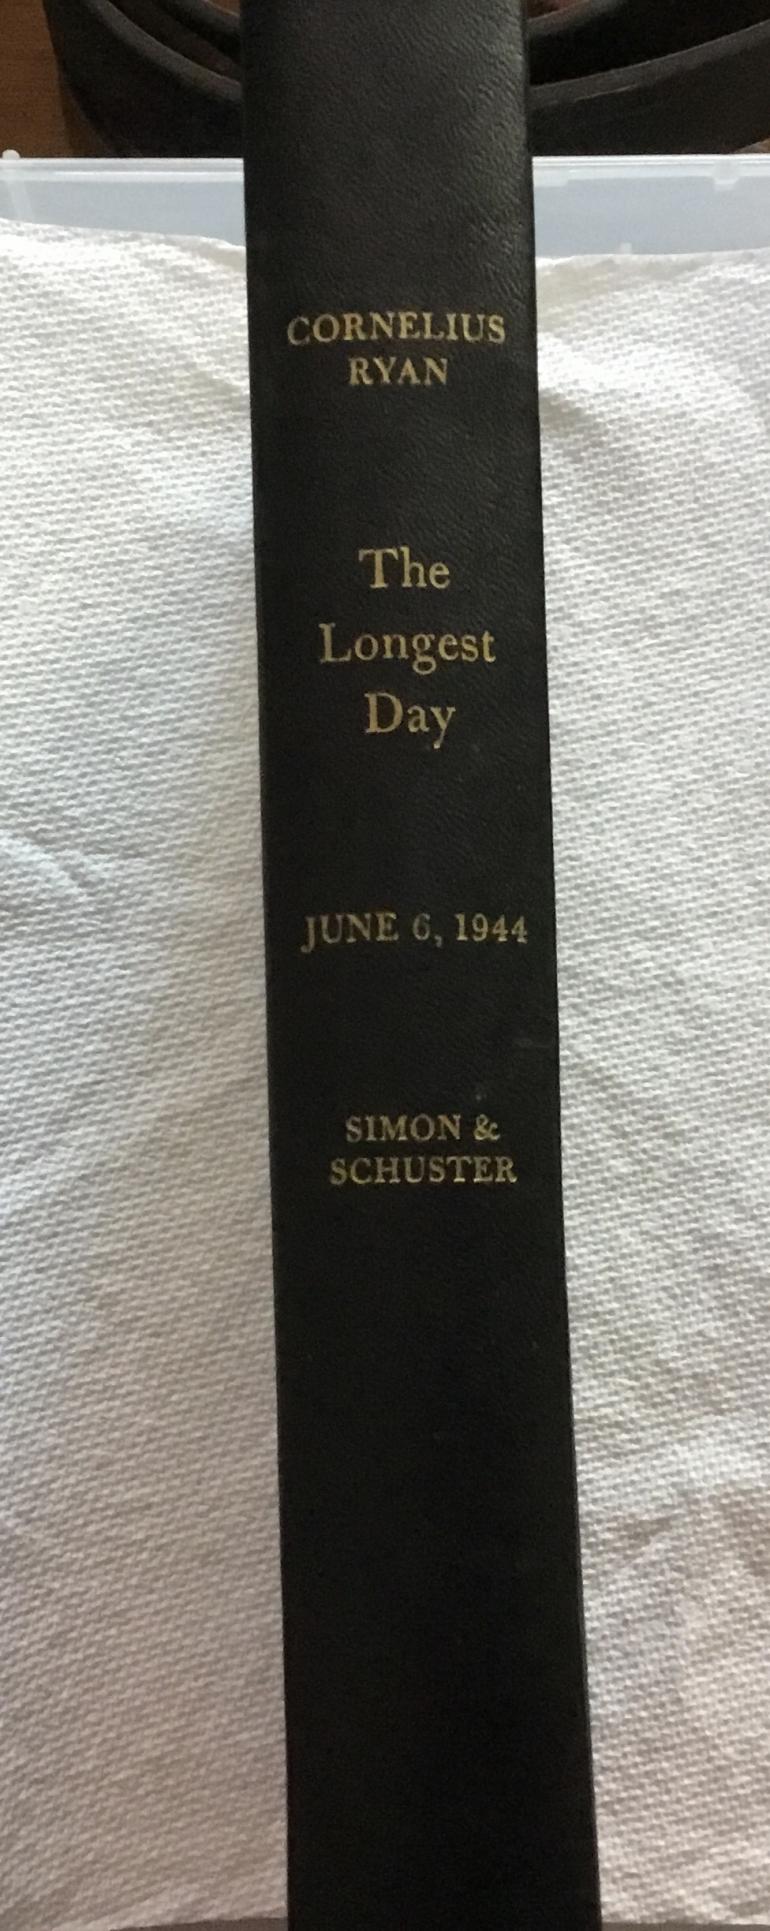 CORNELIUS
RYAN
The
Longest
Day
JUNE 6, 1944
SIMON &
SCHUSTER